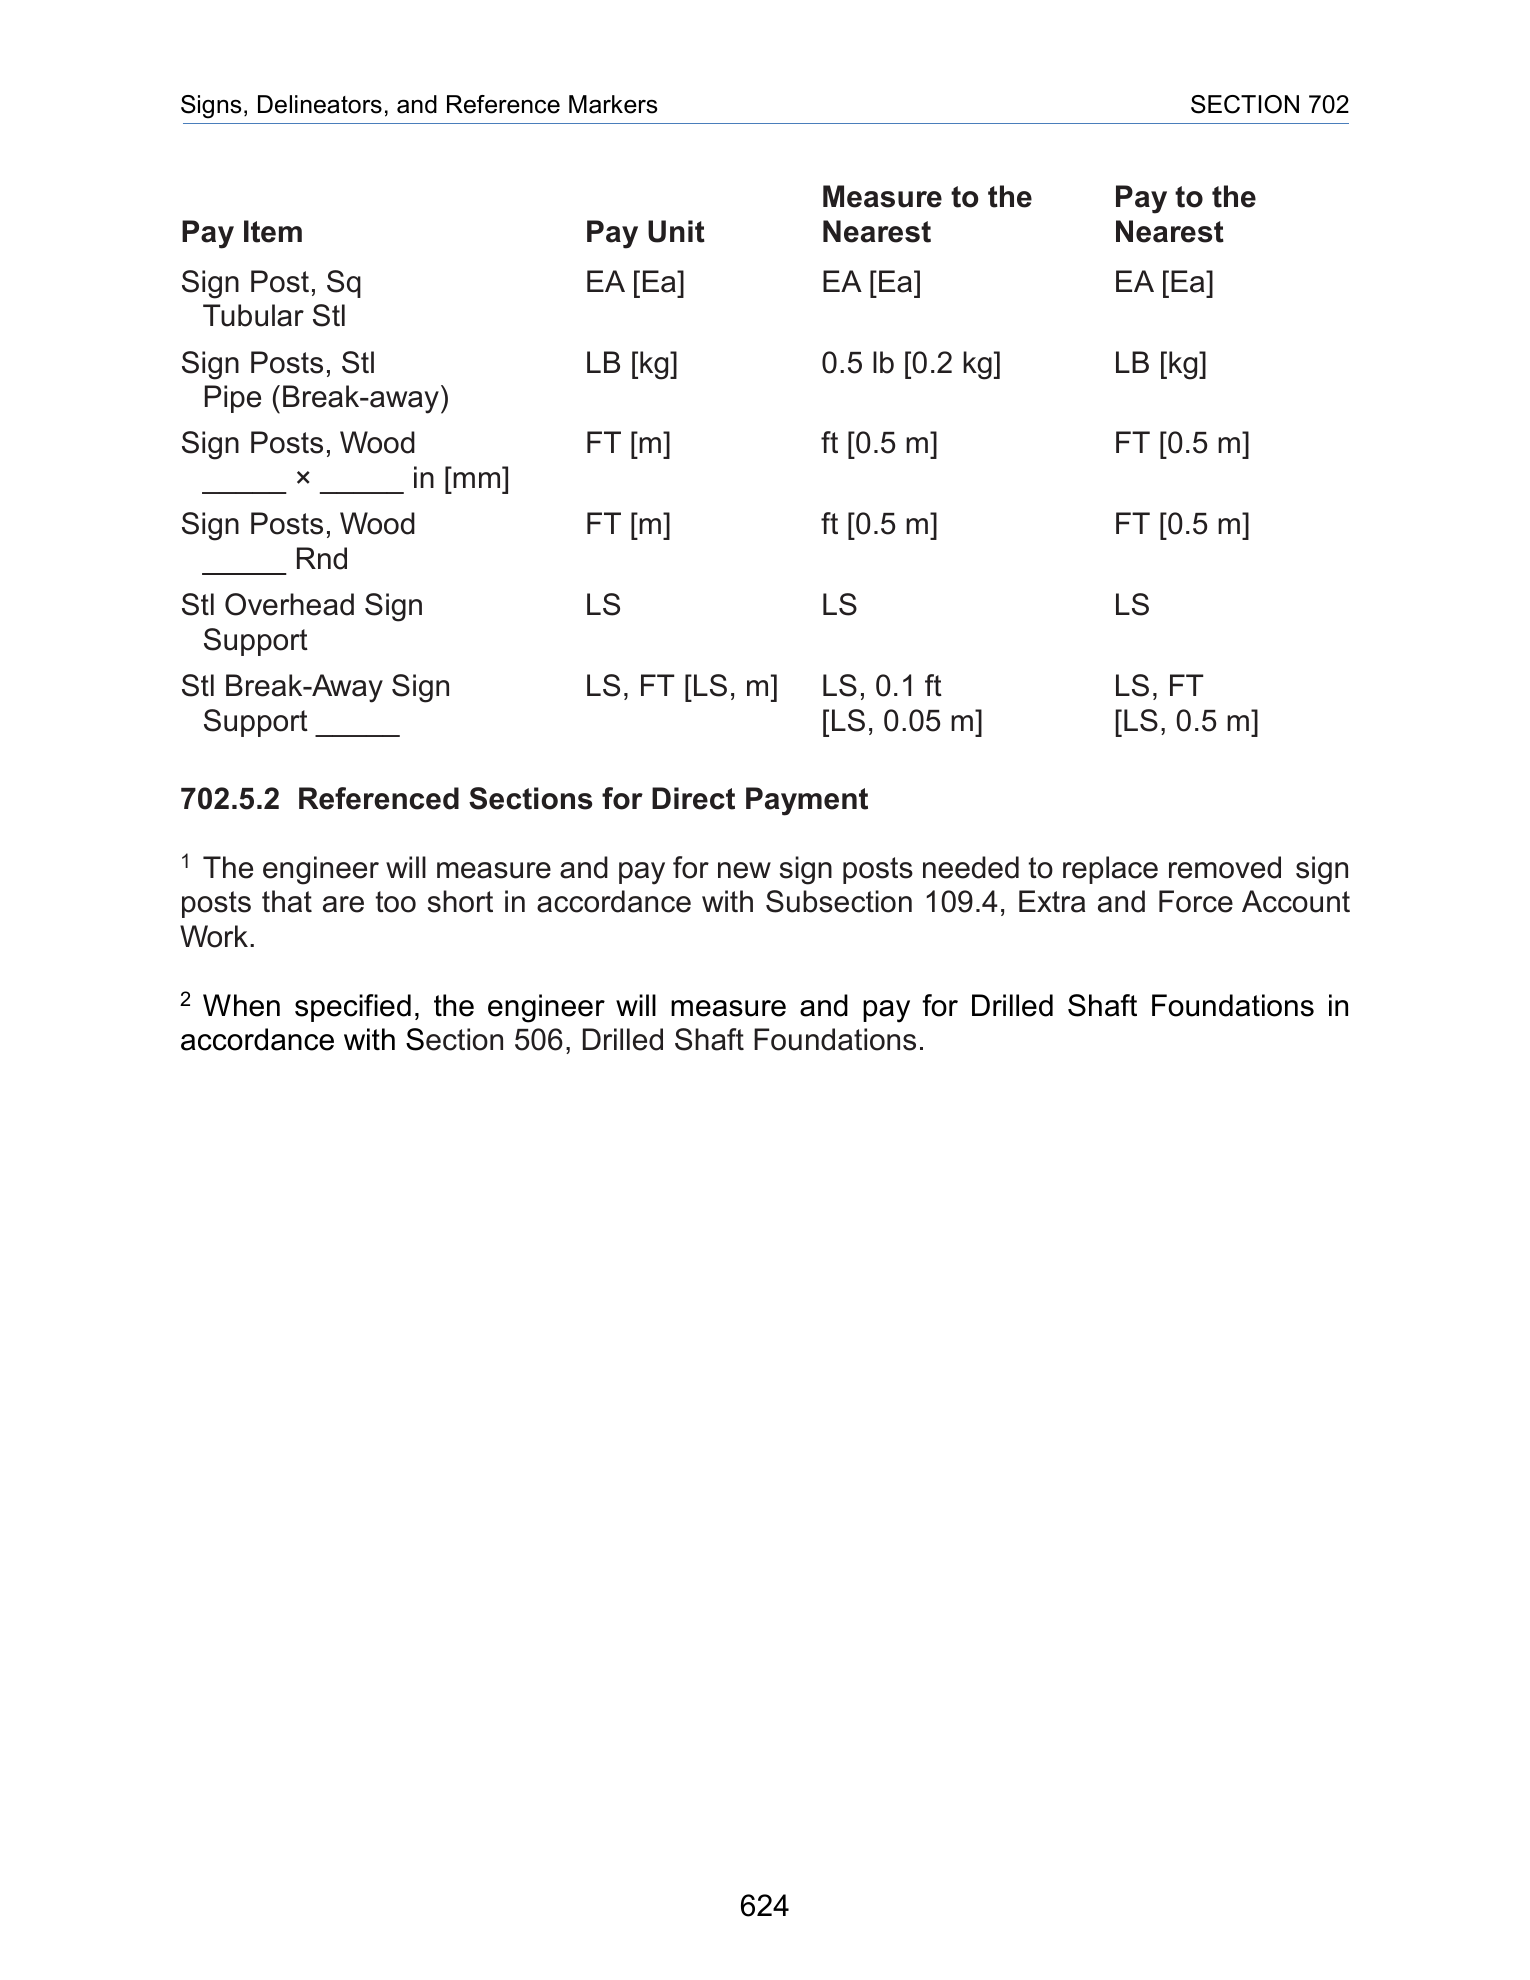 Signs, Delineators, and Reference Markers SECTION 702
Measure to the Pay to the
Pay Item Pay Unit Nearest Nearest
Sign Post, Sq EA [Ea] EA [Ea] EA [Ea]
Tubular Stl
Sign Posts, Stl LB [kg] 0.5 lb [0.2 kg] LB [kg]
Pipe (Break-away)
Sign Posts, Wood FT [m] ft [0.5 m] FT [0.5 m]
_____ × _____ in [mm]
Sign Posts, Wood FT [m] ft [0.5 m] FT [0.5 m]
_____ Rnd
Stl Overhead Sign LS LS LS
Support
Stl Break-Away Sign LS, FT [LS, m] LS, 0.1 ft LS, FT
Support _____ [LS, 0.05 m] [LS, 0.5 m]
702.5.2 Referenced Sections for Direct Payment
1 The engineer will measure and pay for new sign posts needed to replace removed sign
posts that are too short in accordance with Subsection 109.4, Extra and Force Account
Work.
2 When specified, the engineer will measure and pay for Drilled Shaft Foundations in
accordance with Section 506, Drilled Shaft Foundations.
624